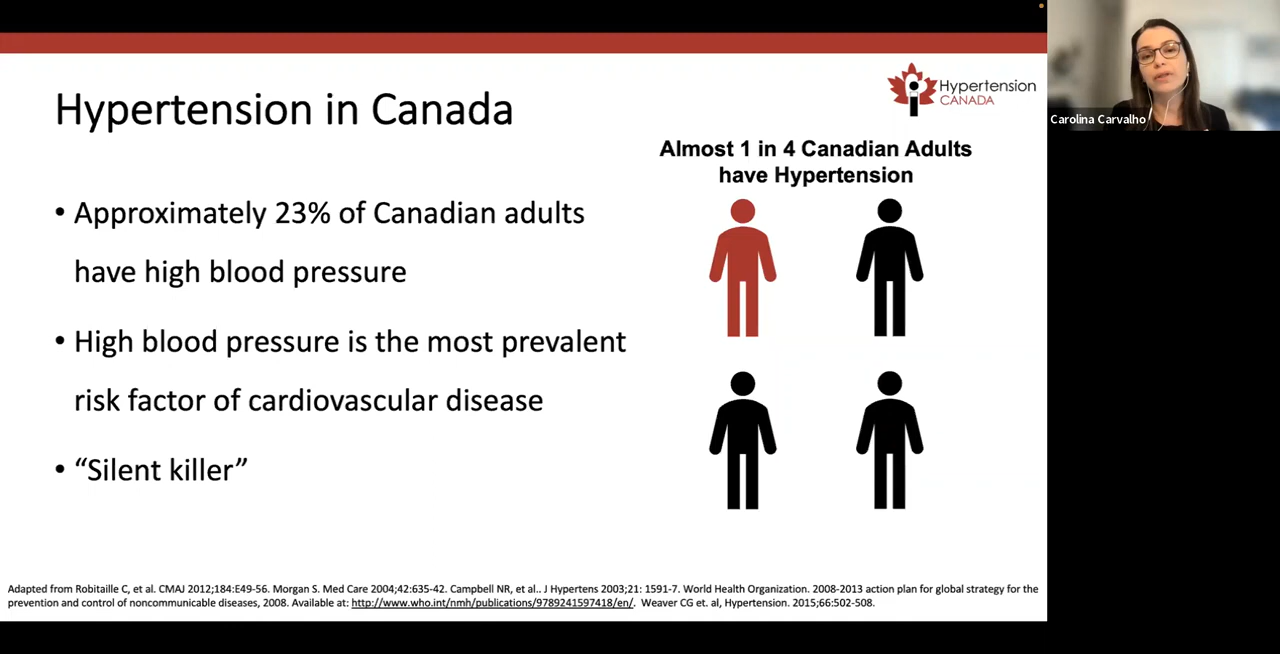 Hypertension in Canada
Hypertension
CANADA
Almost 1 in 4 Canadian Adults
have Hypertension
• Approximately 23% of Canadian adults
have high blood pressure
• High blood pressure is the most prevalent
risk factor of cardiovascular disease
• “Silent killer”
Adapted from Robitaille C, et al. CMAJ 2012;184:E49-56. Morgan S. Med Care 2004;42:635-42. Campbell NR, et al.. J Hypertens 2003;21: 1591-7. World Health Organization. 2008-2013 action plan for global strategy for the
prevention and control of noncommunicable diseases, 2008. Available at: http://www.who.int/nmh/publications/9789241597418/en/. Weaver CG et. al, Hypertension. 2015;66:502-508.
Carolina Carvalho